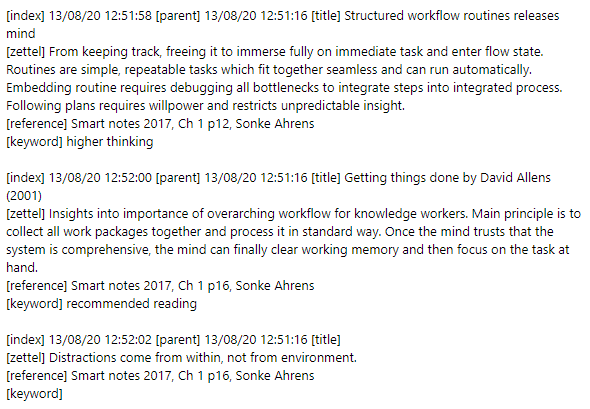 [index] 13/08/20 12:51:58 [parent] 13/08/20 12:51:16 [title] Structured workflow routines releases
mind
[zettel] From keeping track, freeing it to immerse fully on immediate task and enter flow state.
Routines are simple, repeatable tasks which fit together seamless and can run automatically.
Embedding routine requires debugging all bottlenecks to integrate steps into integrated process.
Following plans requires willpower and restricts unpredictable insight.
[reference] Smart notes 2017, Ch 1 p12, Sonke Ahrens
[keyword] higher thinking
[index] 13/08/20 12:52:00 [parent] 13/08/20 12:51:16 [title] Getting things done by David Allens
(2001)
[zettel] Insights into importance of overarching workflow for knowledge workers. Main principle is to
collect all work packages together and process it in standard way. Once the mind trusts that the
system is comprehensive, the mind can finally clear working memory and then focus on the task at
hand.
[reference] Smart notes 2017, Ch 1 p16, Sonke Ahrens
[keyword] recommended reading
[index] 13/08/20 12:52:02 [parent] 13/08/20 12:51:16 [title]
[zettel] Distractions come from within, not from environment.
[reference] Smart notes 2017, Ch 1 p16, Sonke Ahrens
[keyword]